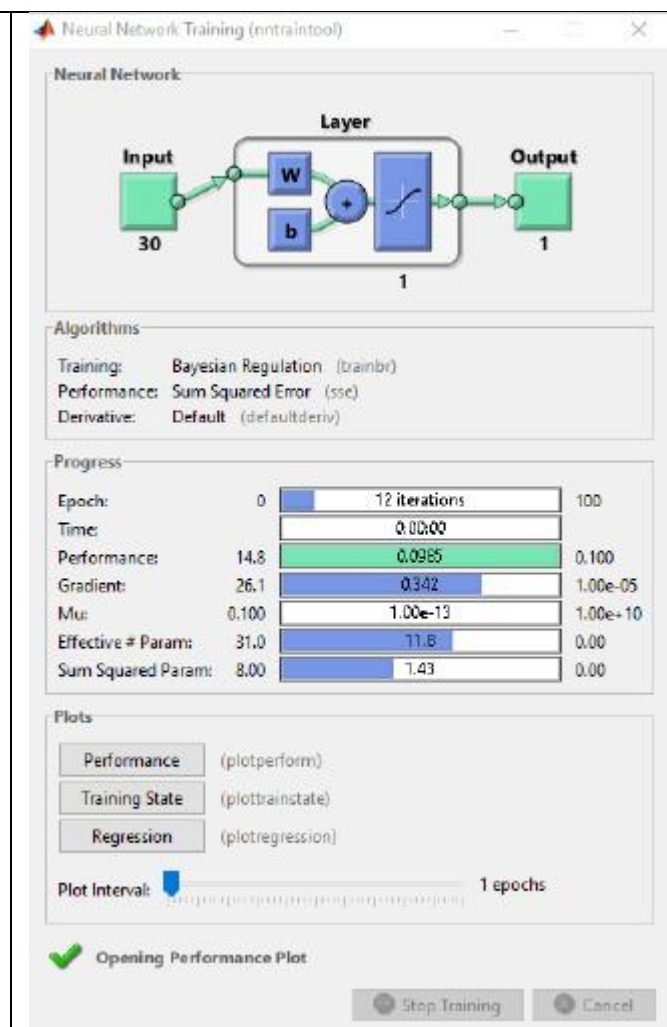 Neural Network Training (nntraintool)
Neural Network
Layer
Input
Output
W
b
+
30
1
1
Algorithms
Training: Bayesian Regulation (trainbr)
Performance: Sum Squared Error (sse)
Derivative: Default (defaultderiv)
Progress
Epoch: 0 12 iterations 100
Time: 0:00:00
Performance: 14.8 0.0985 0.100
Gradient: 26.1 0.342 1.00e-05
Mu: 0.100 1.00e-13 1.00e+10
Effective # Param: 31.0 11.8 0.00
Sum Squared Param: 8.00 1.43 0.00
Plots
Performance (plotperform)
Training State (plottrainstate)
Regression (plotregression)
Plot Interval: 1 epochs
Opening Performance Plot
Stop Training Cancel